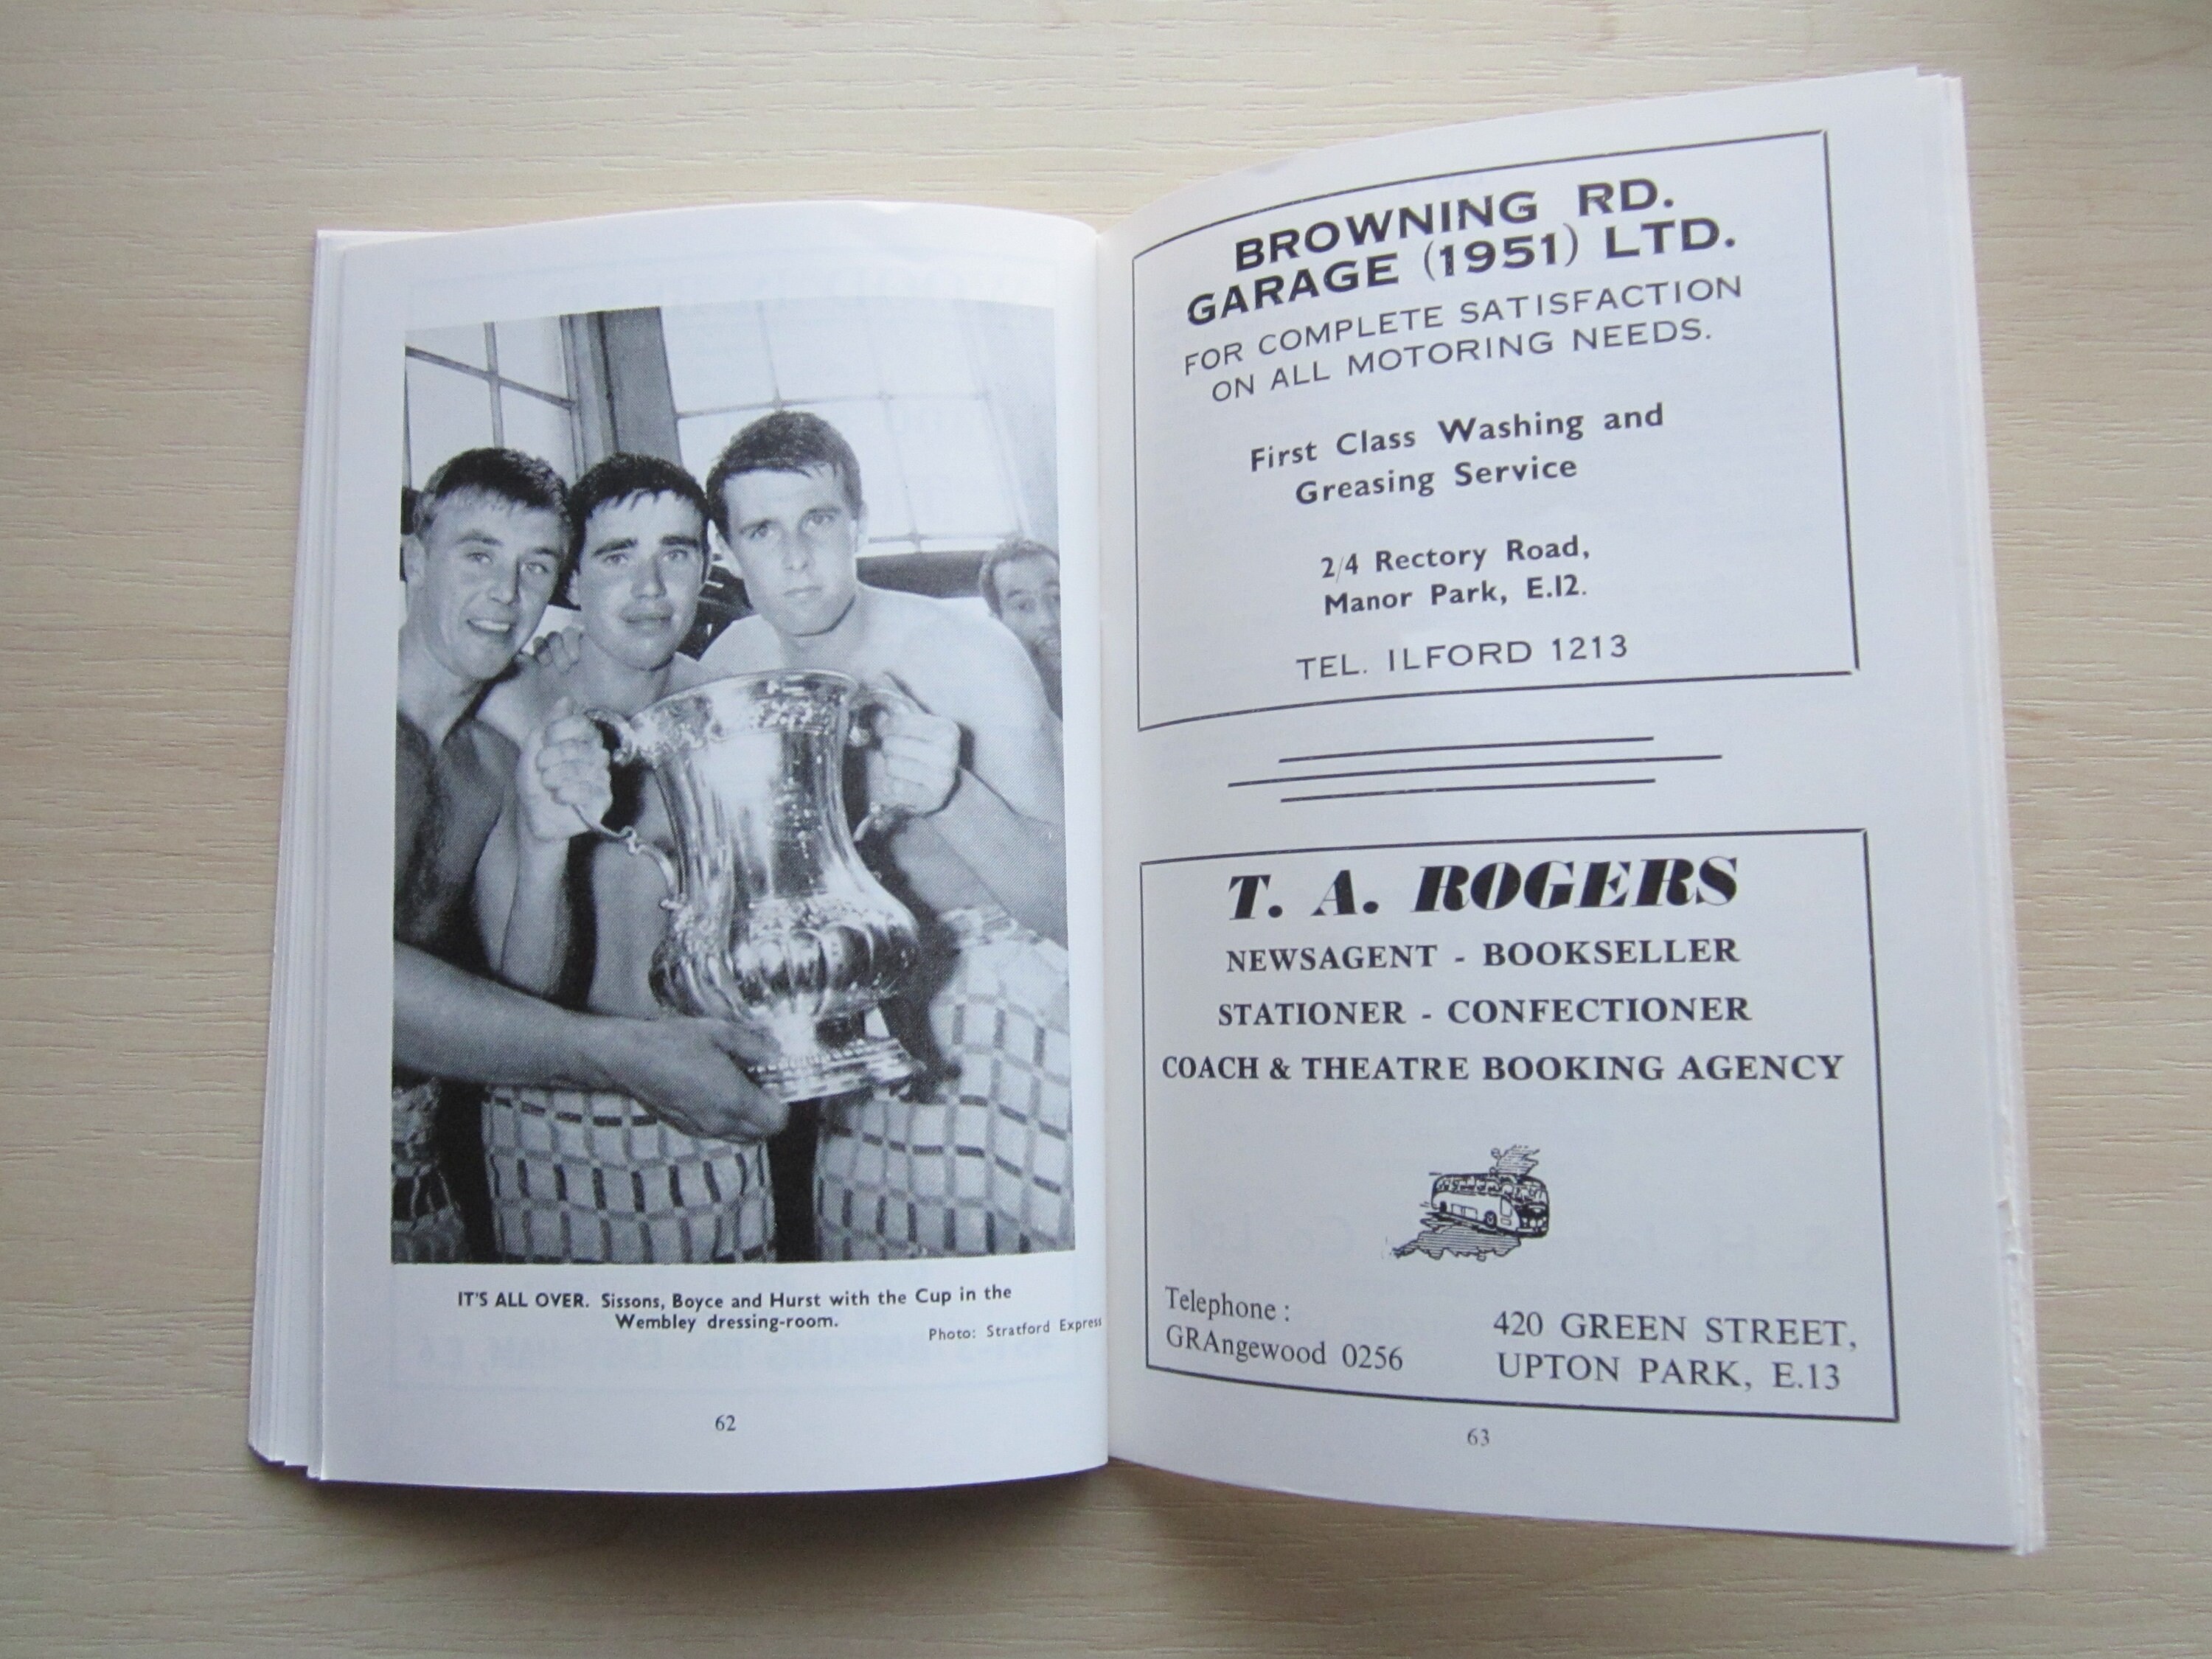 IT'S ALL OVER. Sissons, Boyce and Hurst with the Cup in the
Wembley dressing-room.
Photo: Stratford Express
62
BROWNING RD.
GARAGE (1951) LTD.
FOR COMPLETE SATISFACTION
ON ALL MOTORING NEEDS.
First Class Washing and
Greasing Service
2/4 Rectory Road,
Manor Park, E.12.
TEL. ILFORD 1213
T. A. ROGERS
NEWSAGENT - BOOKSELLER
STATIONER - CONFECTIONER
COACH & THEATRE BOOKING AGENCY
Telephone :
GRAngewood 0256
420 GREEN STREET,
UPTON PARK, E.13
63